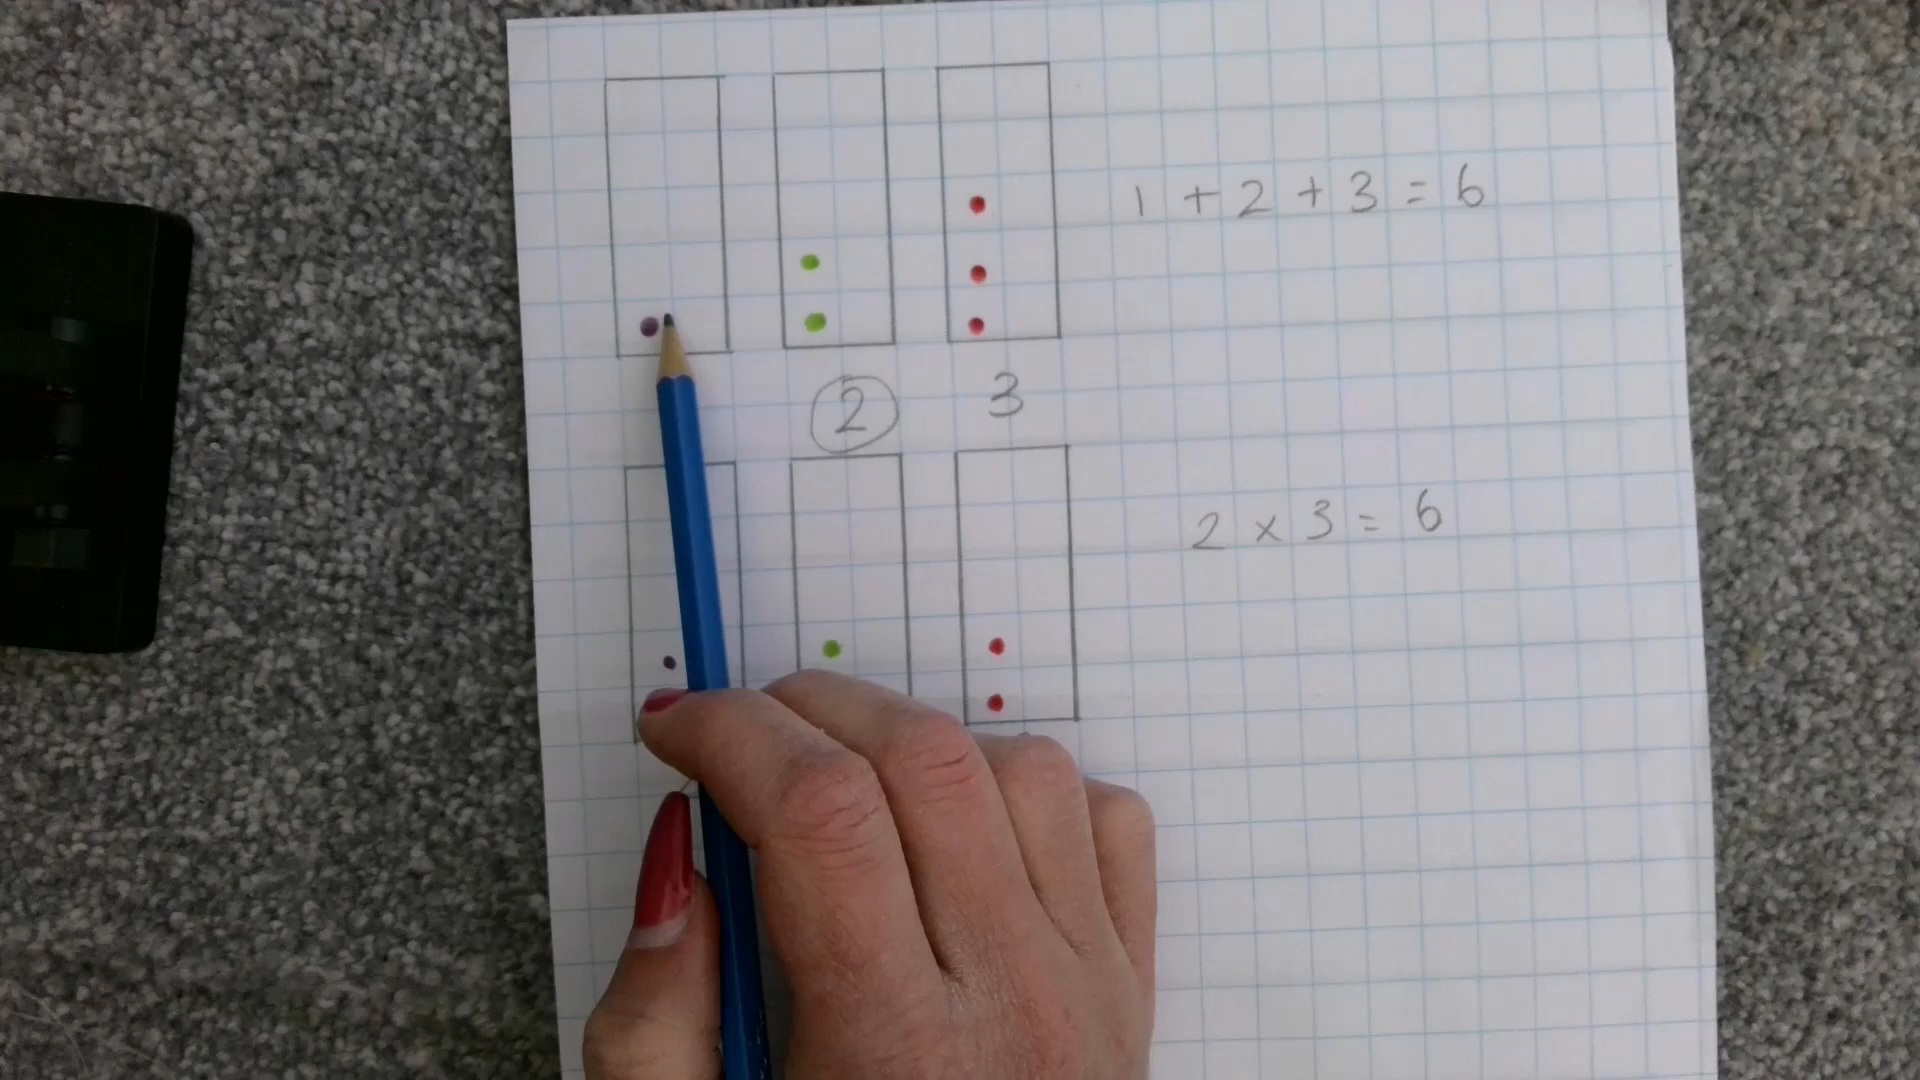 1 + 2 + 3 = 6
2 3
2 x 3 = 6